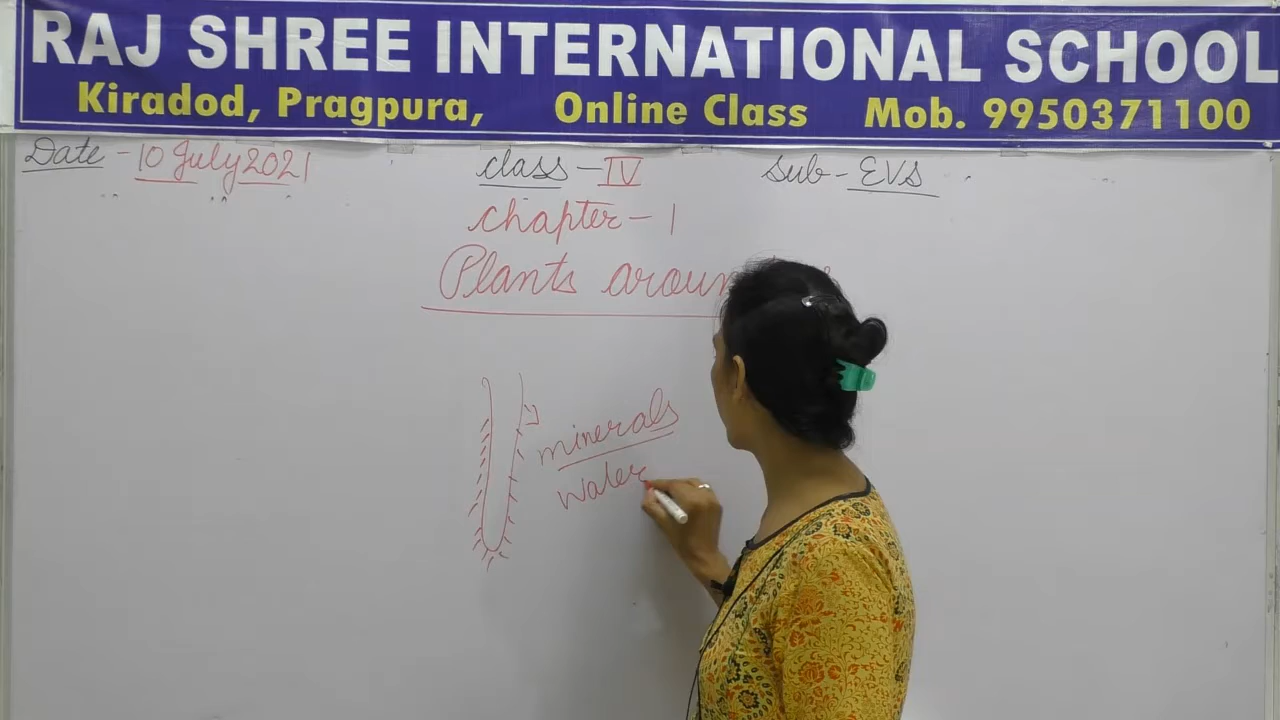 RAJ SHREE INTERNATIONAL SCHOOL
Kiradod, Pragpura, Online Class Mob. 9950371100
Date - 10 July 2021 class - IV Sub - EVS
chapter - 1
Plants aroun
minerals
water